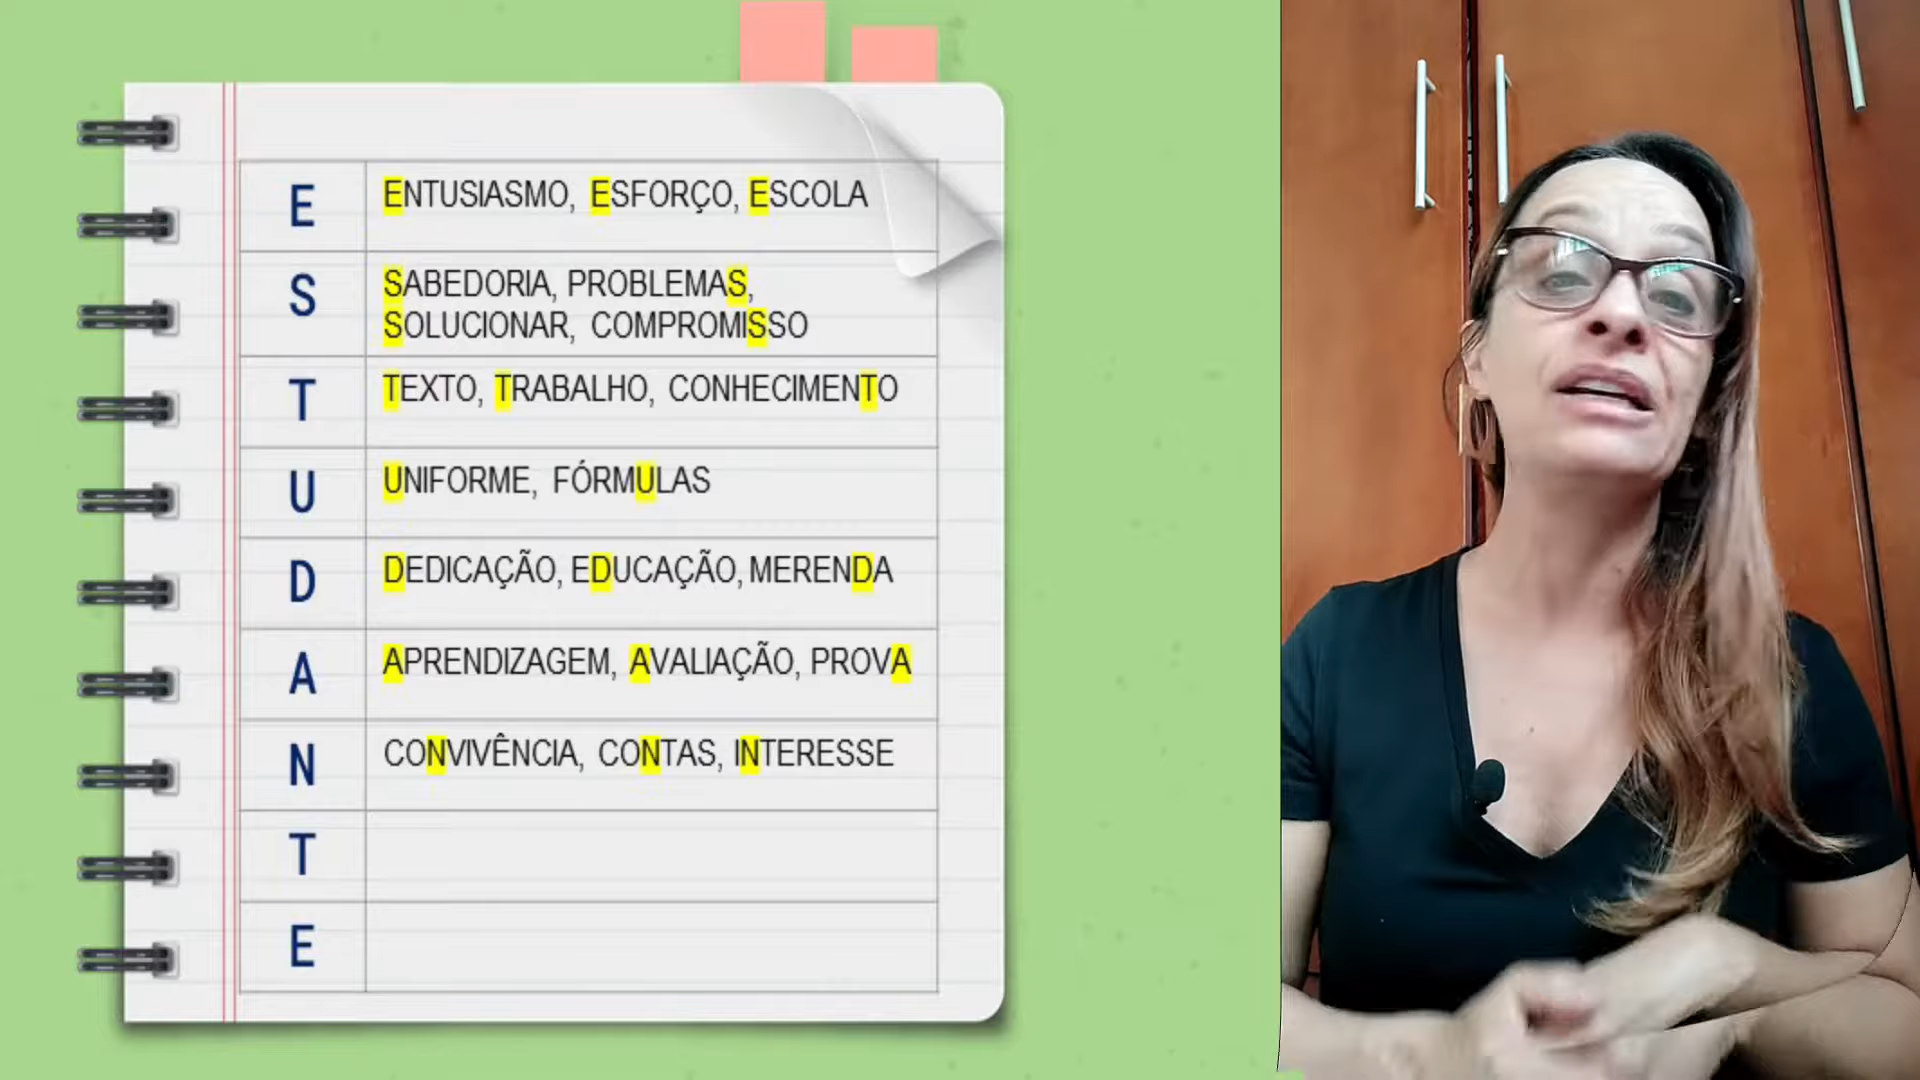 E ENTUSIASMO, ESFORÇO, ESCOLA
S SABEDORIA, PROBLEMAS,
SOLUCIONAR, COMPROMISSO
T TEXTO, TRABALHO, CONHECIMENTO
U UNIFORME, FÓRMULAS
D DEDICAÇÃO, EDUCAÇÃO, MERENDA
A APRENDIZAGEM, AVALIAÇÃO, PROVA
N CONVIVÊNCIA, CONTAS, INTERESSE
T
E